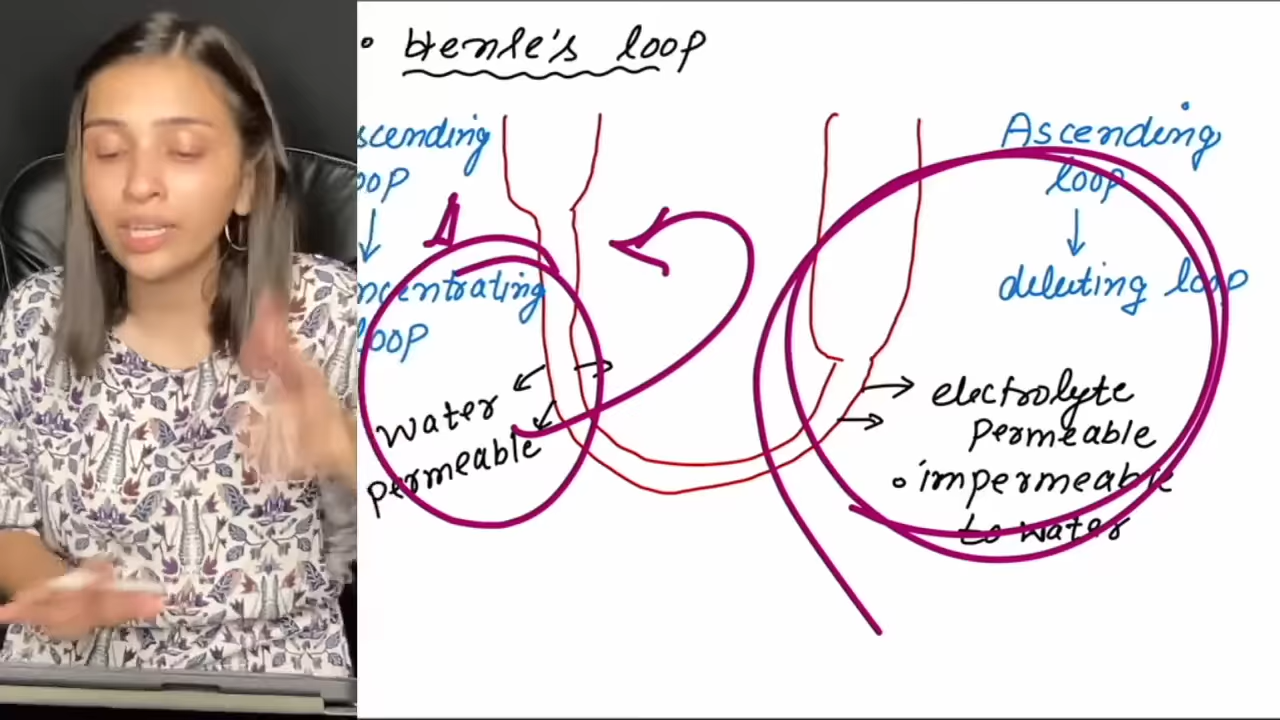 • Henle's loop
scending
oop
ncentrating
loop
water
permeable
Ascending
loop
deluting loop
electrolyte
permeable
• impermeable
to water